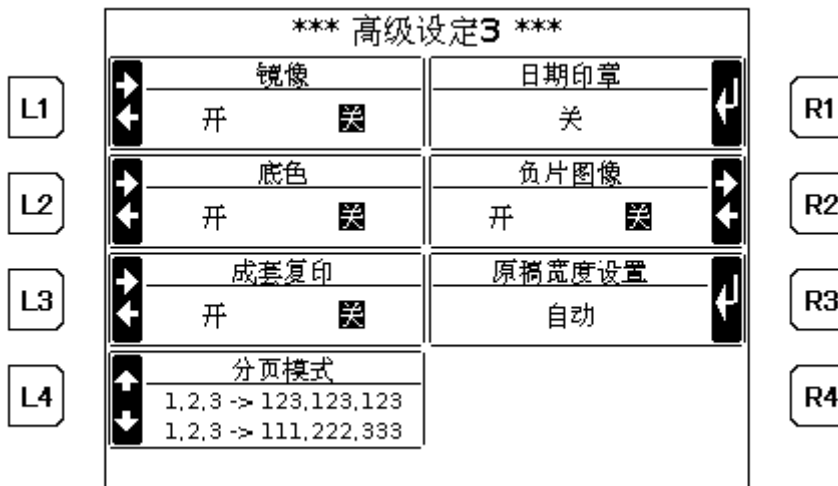 *** 高级设定3 ***
L1
镜像
开 关
日期印章
关
R1
L2
底色
开 关
负片图像
开 关
R2
L3
成套复印
开 关
原稿宽度设置
自动
R3
L4
分页模式
1,2,3 -> 123,123,123
1,2,3 -> 111,222,333
R4